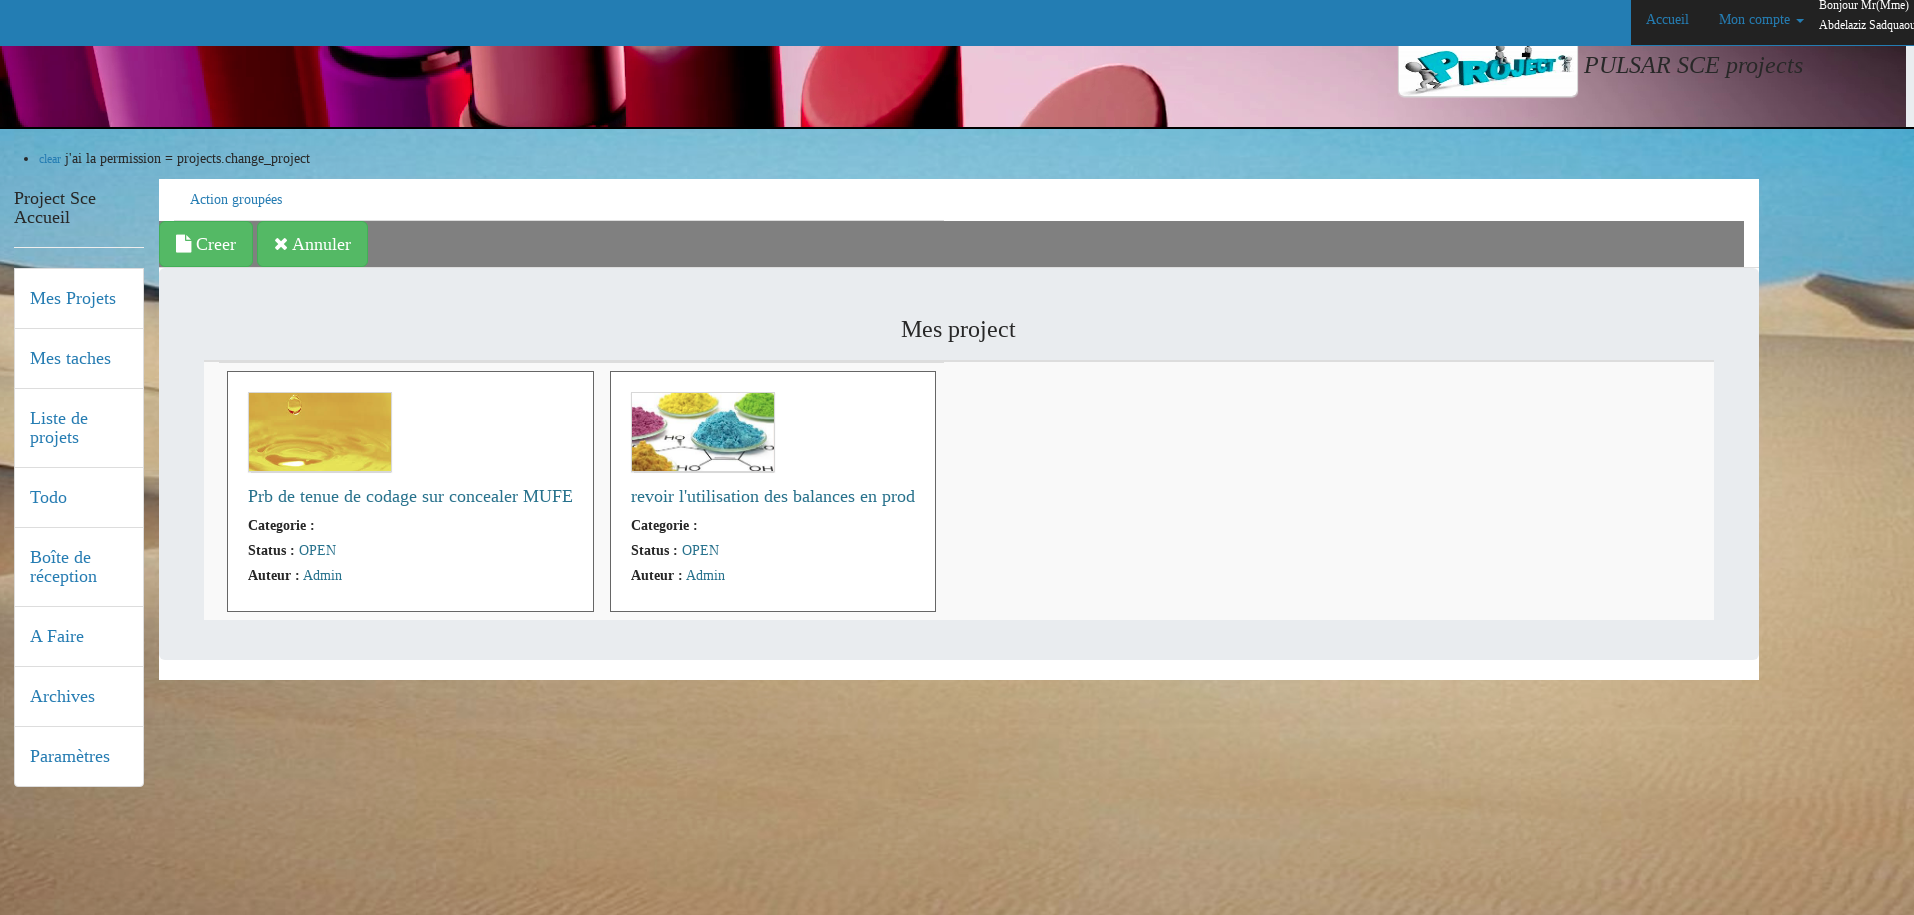 Accueil
Mon compte
Bonjour Mr(Mme)
Abdelaziz Sadquaou
PROJECT
PULSAR SCE projects
clear j'ai la permission = projects.change_project
Project Sce
Accueil
Mes Projets
Mes taches
Liste de
projets
Todo
Boîte de
réception
A Faire
Archives
Paramètres
Action groupées
Creer
Annuler
Mes project
Prb de tenue de codage sur concealer MUFE
Categorie :
Status : OPEN
Auteur : Admin
HO
HO
OH
revoir l'utilisation des balances en prod
Categorie :
Status : OPEN
Auteur : Admin